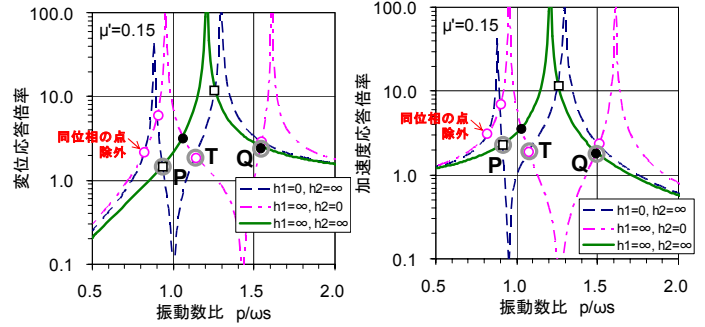 μ'=0.15
変位応答倍率
100.0
10.0
1.0
0.1
同位相の点
除外
P
T
Q
h1=0, h2=∞
h1=∞, h2=0
h1=∞, h2=∞
0.5
1.0
1.5
2.0
振動数比 p/ωs
μ'=0.15
加速度応答倍率
100.0
10.0
1.0
0.1
同位相の点
除外
P
T
Q
h1=0, h2=∞
h1=∞, h2=0
h1=∞, h2=∞
0.5
1.0
1.5
2.0
振動数比 p/ωs